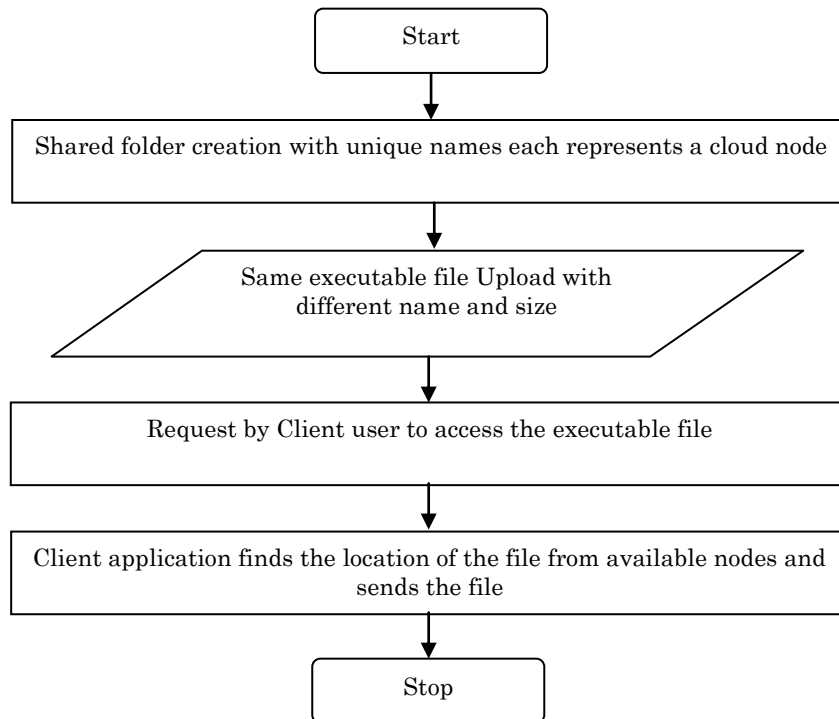 Start
Shared folder creation with unique names each represents a cloud node
Same executable file Upload with
different name and size
Request by Client user to access the executable file
Client application finds the location of the file from available nodes and
sends the file
Stop